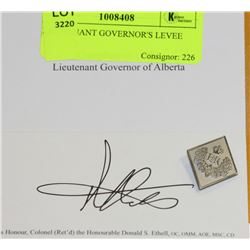 LOT
3220
1008408
ANT GOVERNOR'S LEVEE
Consignor: 226
Lieutenant Governor of Alberta
s Honour, Colonel (Ret'd) the Honourable Donald S. Ethell, OC, OMM, AOE, MSC, CD